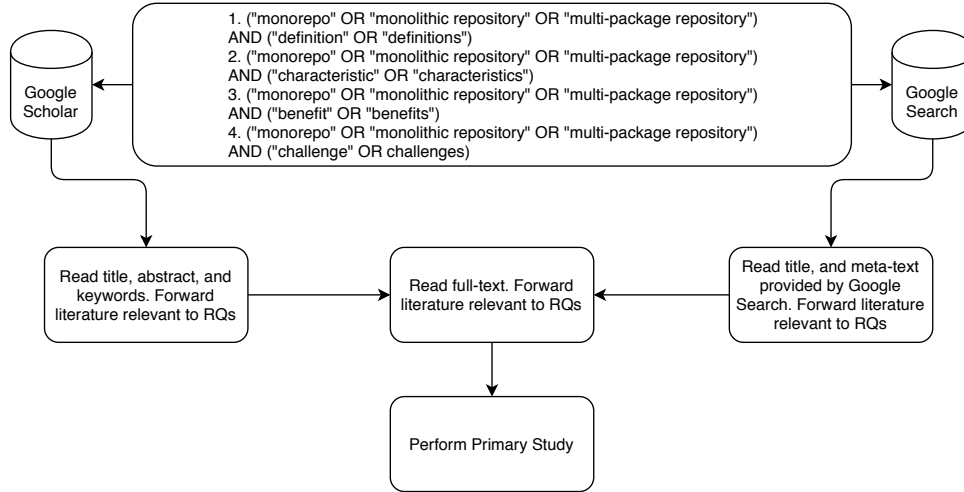 1. ("monorepo" OR "monolithic repository" OR "multi-package repository")
AND ("definition" OR "definitions")
2. ("monorepo" OR "monolithic repository" OR "multi-package repository")
AND ("characteristic" OR "characteristics")
3. ("monorepo" OR "monolithic repository" OR "multi-package repository")
AND ("benefit" OR "benefits")
4. ("monorepo" OR "monolithic repository" OR "multi-package repository")
AND ("challenge" OR challenges)
Google
Scholar
Google
Search
Read title, abstract, and
keywords. Forward
literature relevant to RQs
Read full-text. Forward
literature relevant to RQs
Read title, and meta-text
provided by Google
Search. Forward literature
relevant to RQs
Perform Primary Study